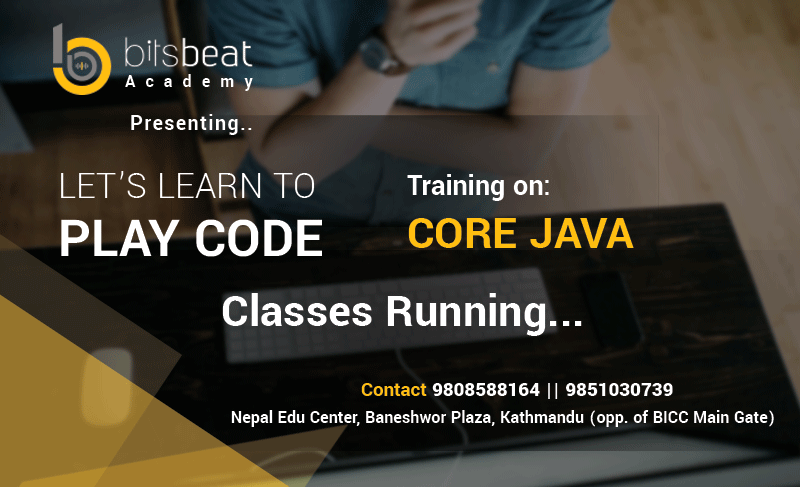 bitsbeat
Academy
Presenting..
LET'S LEARN TO
PLAY CODE
Training on:
CORE JAVA
Classes Running...
Contact 9808588164 || 9851030739
Nepal Edu Center, Baneshwor Plaza, Kathmandu (opp. of BICC Main Gate)